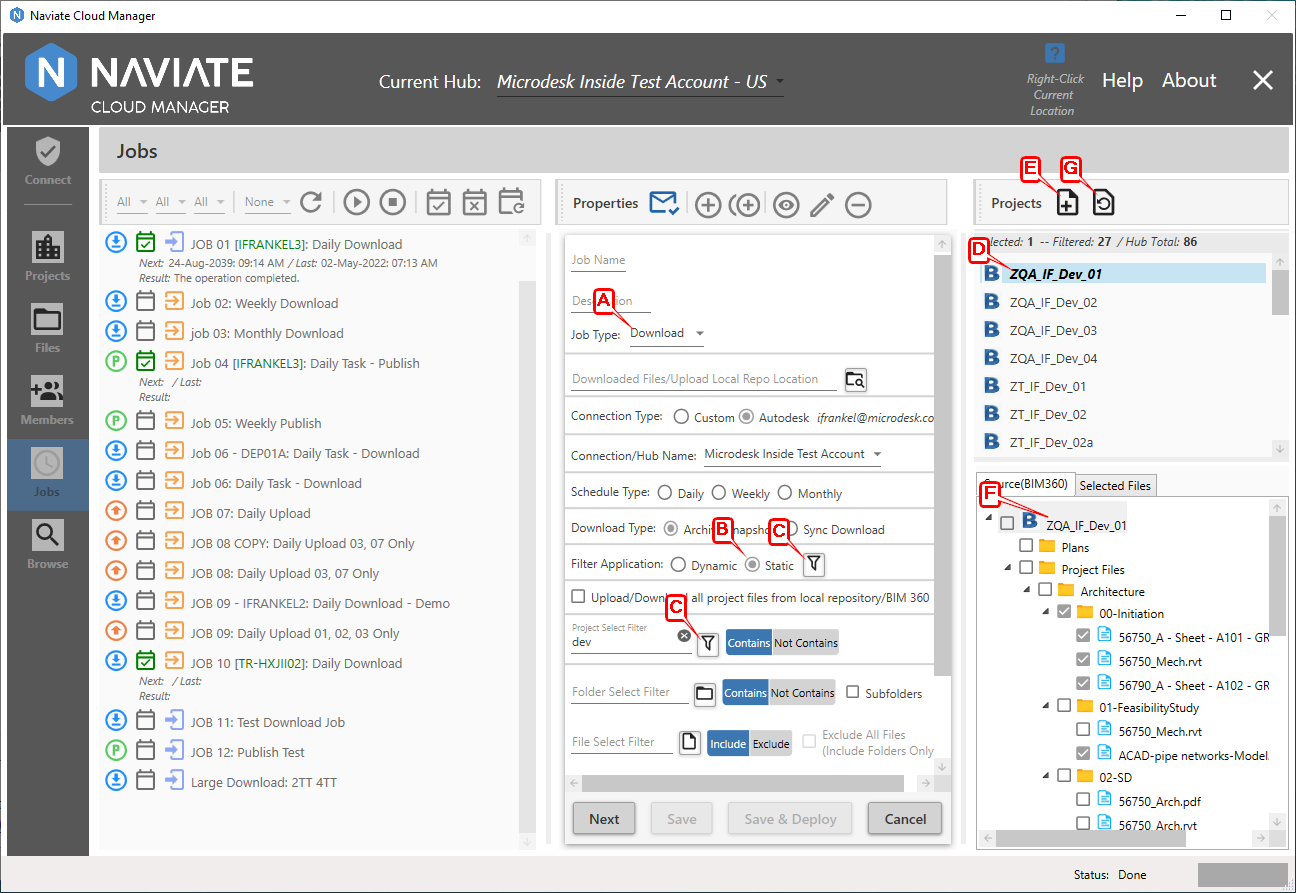 Naviate Cloud Manager
NAVIATE
CLOUD MANAGER
Current Hub: Microdesk Inside Test Account - US
?
Right-Click
Current
Location
Help About
Connect
Projects
Files
Members
Jobs
Browse
Jobs
All All All None
JOB 01 [IFRANKEL3]: Daily Download
Next: 24-Aug-2039: 09:14 AM / Last: 02-May-2022: 07:13 AM
Result: The operation completed.
Job 02: Weekly Download
job 03: Monthly Download
Job 04 [IFRANKEL3]: Daily Task - Publish
Next: / Last:
Result:
Job 05: Weekly Publish
Job 06 - DEP01A: Daily Task - Download
Job 06: Daily Task - Download
JOB 07: Daily Upload
JOB 08 COPY: Daily Upload 03, 07 Only
JOB 08: Daily Upload 03, 07 Only
JOB 09 - IFRANKEL2: Daily Download - Demo
JOB 09: Daily Upload 01, 02, 03 Only
JOB 10 [TR-HXJII02]: Daily Download
Next: / Last:
Result:
JOB 11: Test Download Job
JOB 12: Publish Test
Large Download: 2TT 4TT
Properties
Job Name
A
Job Type: Download
Downloaded Files/Upload Local Repo Location
Connection Type: Custom Autodesk ifrankel@microdesk.co
Connection/Hub Name: Microdesk Inside Test Account
Schedule Type: Daily Weekly Monthly
Download Type: Sync Download
B C
Filter Application: Dynamic Static
Upload/Download all project files from local repository/BIM 360
C
Project Select Filter
dev
Contains Not Contains
Folder Select Filter Contains Not Contains Subfolders
File Select Filter Include Exclude Exclude All Files
(Include Folders Only
Next Save Save & Deploy Cancel
E G
Projects
D
Selected: 1 -- Filtered: 27 / Hub Total: 86
ZQA_IF_Dev_01
ZQA_IF_Dev_02
ZQA_IF_Dev_03
ZQA_IF_Dev_04
ZT_IF_Dev_01
ZT_IF_Dev_02
ZT_IF_Dev_02a
Source(BIM360) Selected Files
F
ZQA_IF_Dev_01
Plans
Project Files
Architecture
00-Initiation
56750_A - Sheet - A101 - GR
56750_Mech.rvt
56790_A - Sheet - A102 - GR
01-FeasibilityStudy
56750_Mech.rvt
ACAD-pipe networks-Model
02-SD
56750_Arch.pdf
56750_Arch.rvt
Status: Done